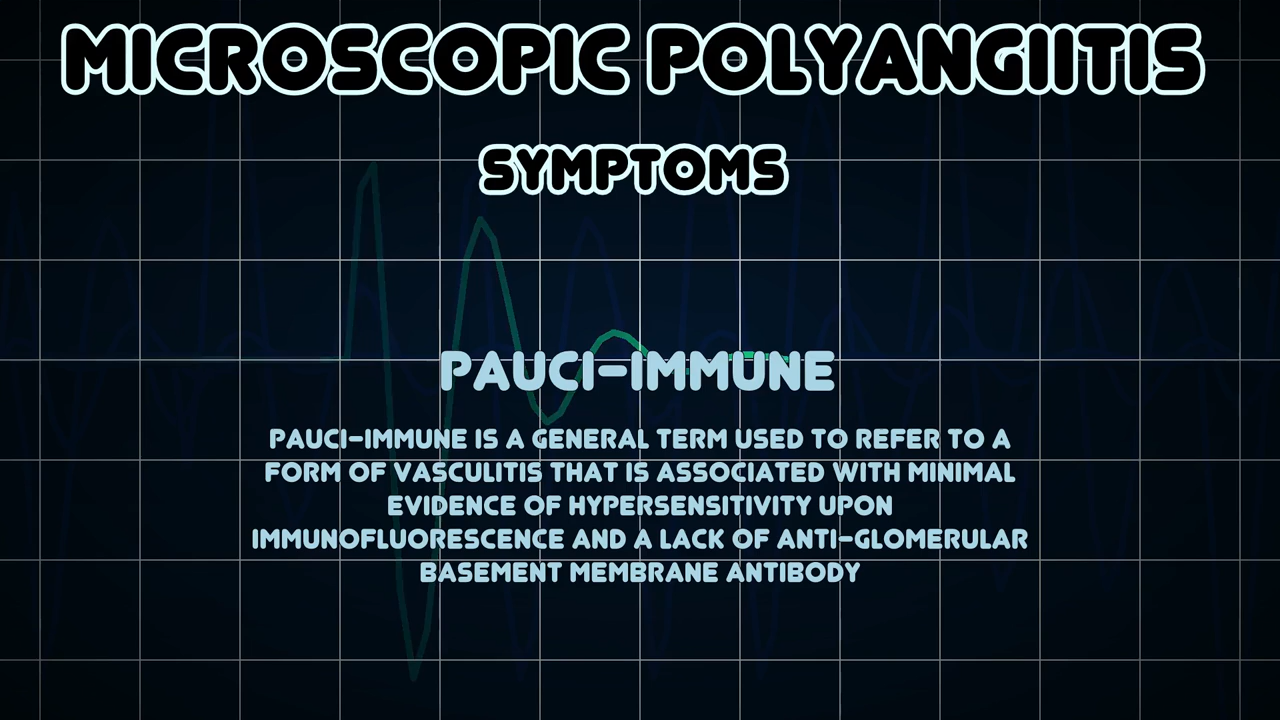 MICROSCOPIC POLYANGIITIS
SYMPTOMS
PAUCI-IMMUNE
PAUCI-IMMUNE IS A GENERAL TERM USED TO REFER TO A
FORM OF VASCULITIS THAT IS ASSOCIATED WITH MINIMAL
EVIDENCE OF HYPERSENSITIVITY UPON
IMMUNOFLUORESCENCE AND A LACK OF ANTI-GLOMERULAR
BASEMENT MEMBRANE ANTIBODY